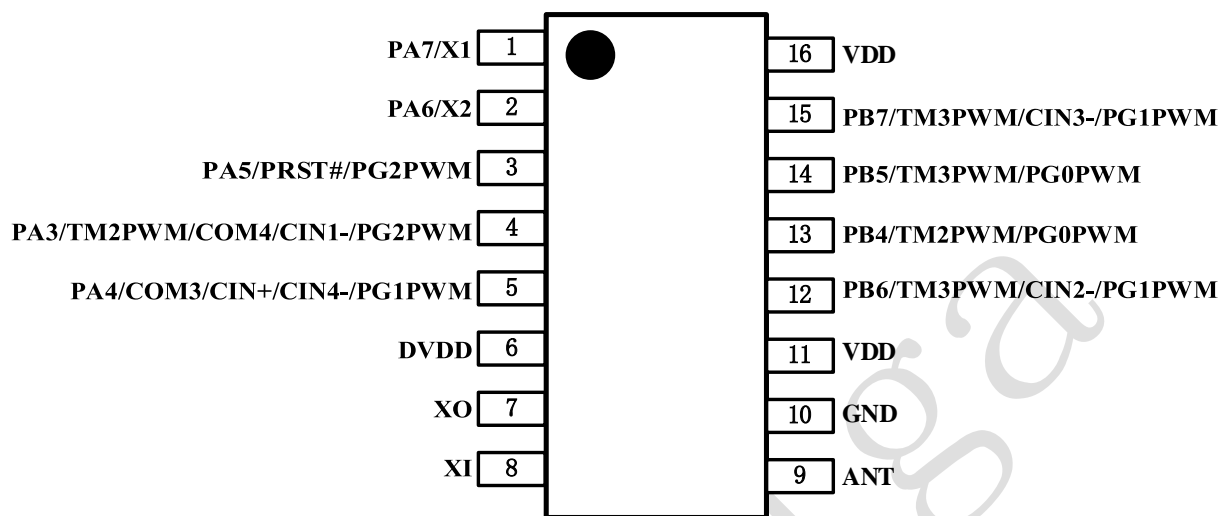 PA7/X1 1
16 VDD
PA6/X2 2
15 PB7/TM3PWM/CIN3-/PG1PWM
PA5/PRST#/PG2PWM 3
14 PB5/TM3PWM/PG0PWM
PA3/TM2PWM/COM4/CIN1-/PG2PWM 4
13 PB4/TM2PWM/PG0PWM
PA4/COM3/CIN+/CIN4-/PG1PWM 5
12 PB6/TM3PWM/CIN2-/PG1PWM
DVDD 6
11 VDD
XO 7
10 GND
XI 8
9 ANT